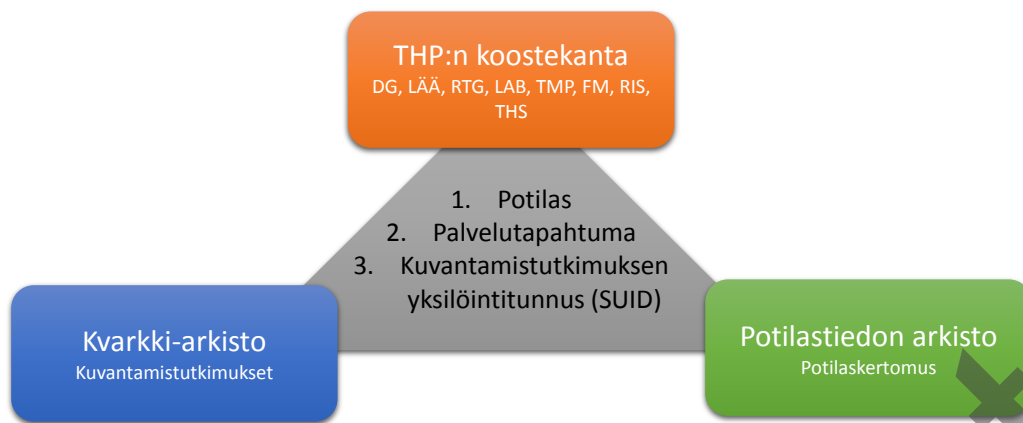 THP:n koostekanta
DG, LÄÄ, RTG, LAB, TMP, FM, RIS,
THS
1. Potilas
2. Palvelutapahtuma
3. Kuvantamistutkimuksen
yksilöintitunnus (SUID)
Kvarkki-arkisto
Kuvantamistutkimukset
Potilastiedon arkisto
Potilaskertomus